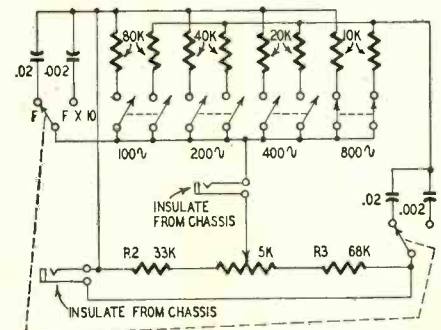 80K 40K 20K 10K
.02 .002
F F X 10
100~ 200~ 400~ 800~
.02 .002
INSULATE
FROM CHASSIS
R2 33K 5K R3 68K
INSULATE FROM CHASSIS